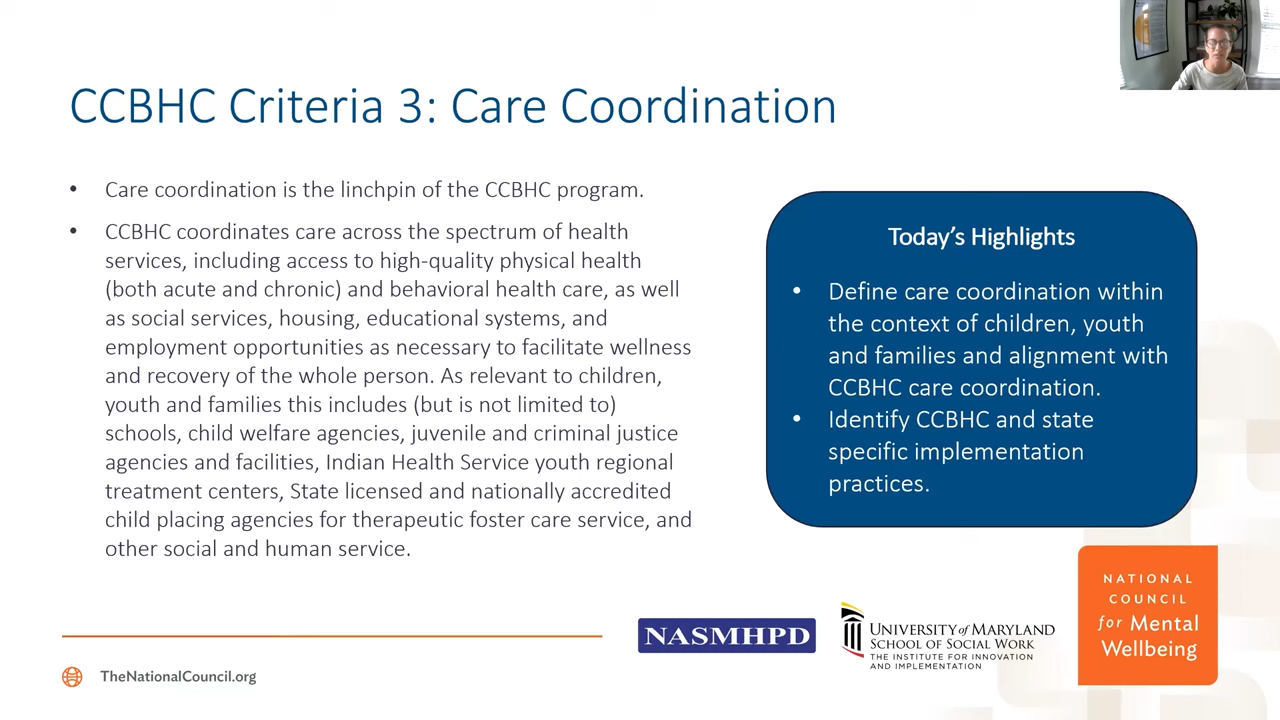 CCBHC Criteria 3: Care Coordination
• Care coordination is the linchpin of the CCBHC program.
• CCBHC coordinates care across the spectrum of health
services, including access to high-quality physical health
(both acute and chronic) and behavioral health care, as well
as social services, housing, educational systems, and
employment opportunities as necessary to facilitate wellness
and recovery of the whole person. As relevant to children,
youth and families this includes (but is not limited to)
schools, child welfare agencies, juvenile and criminal justice
agencies and facilities, Indian Health Service youth regional
treatment centers, State licensed and nationally accredited
child placing agencies for therapeutic foster care service, and
other social and human service.
Today's Highlights
• Define care coordination within
the context of children, youth
and families and alignment with
CCBHC care coordination.
• Identify CCBHC and state
specific implementation
practices.
TheNationalCouncil.org
NASMHPD
UNIVERSITY of MARYLAND
SCHOOL OF SOCIAL WORK
THE INSTITUTE FOR INNOVATION
AND IMPLEMENTATION
NATIONAL
COUNCIL
for Mental
Wellbeing